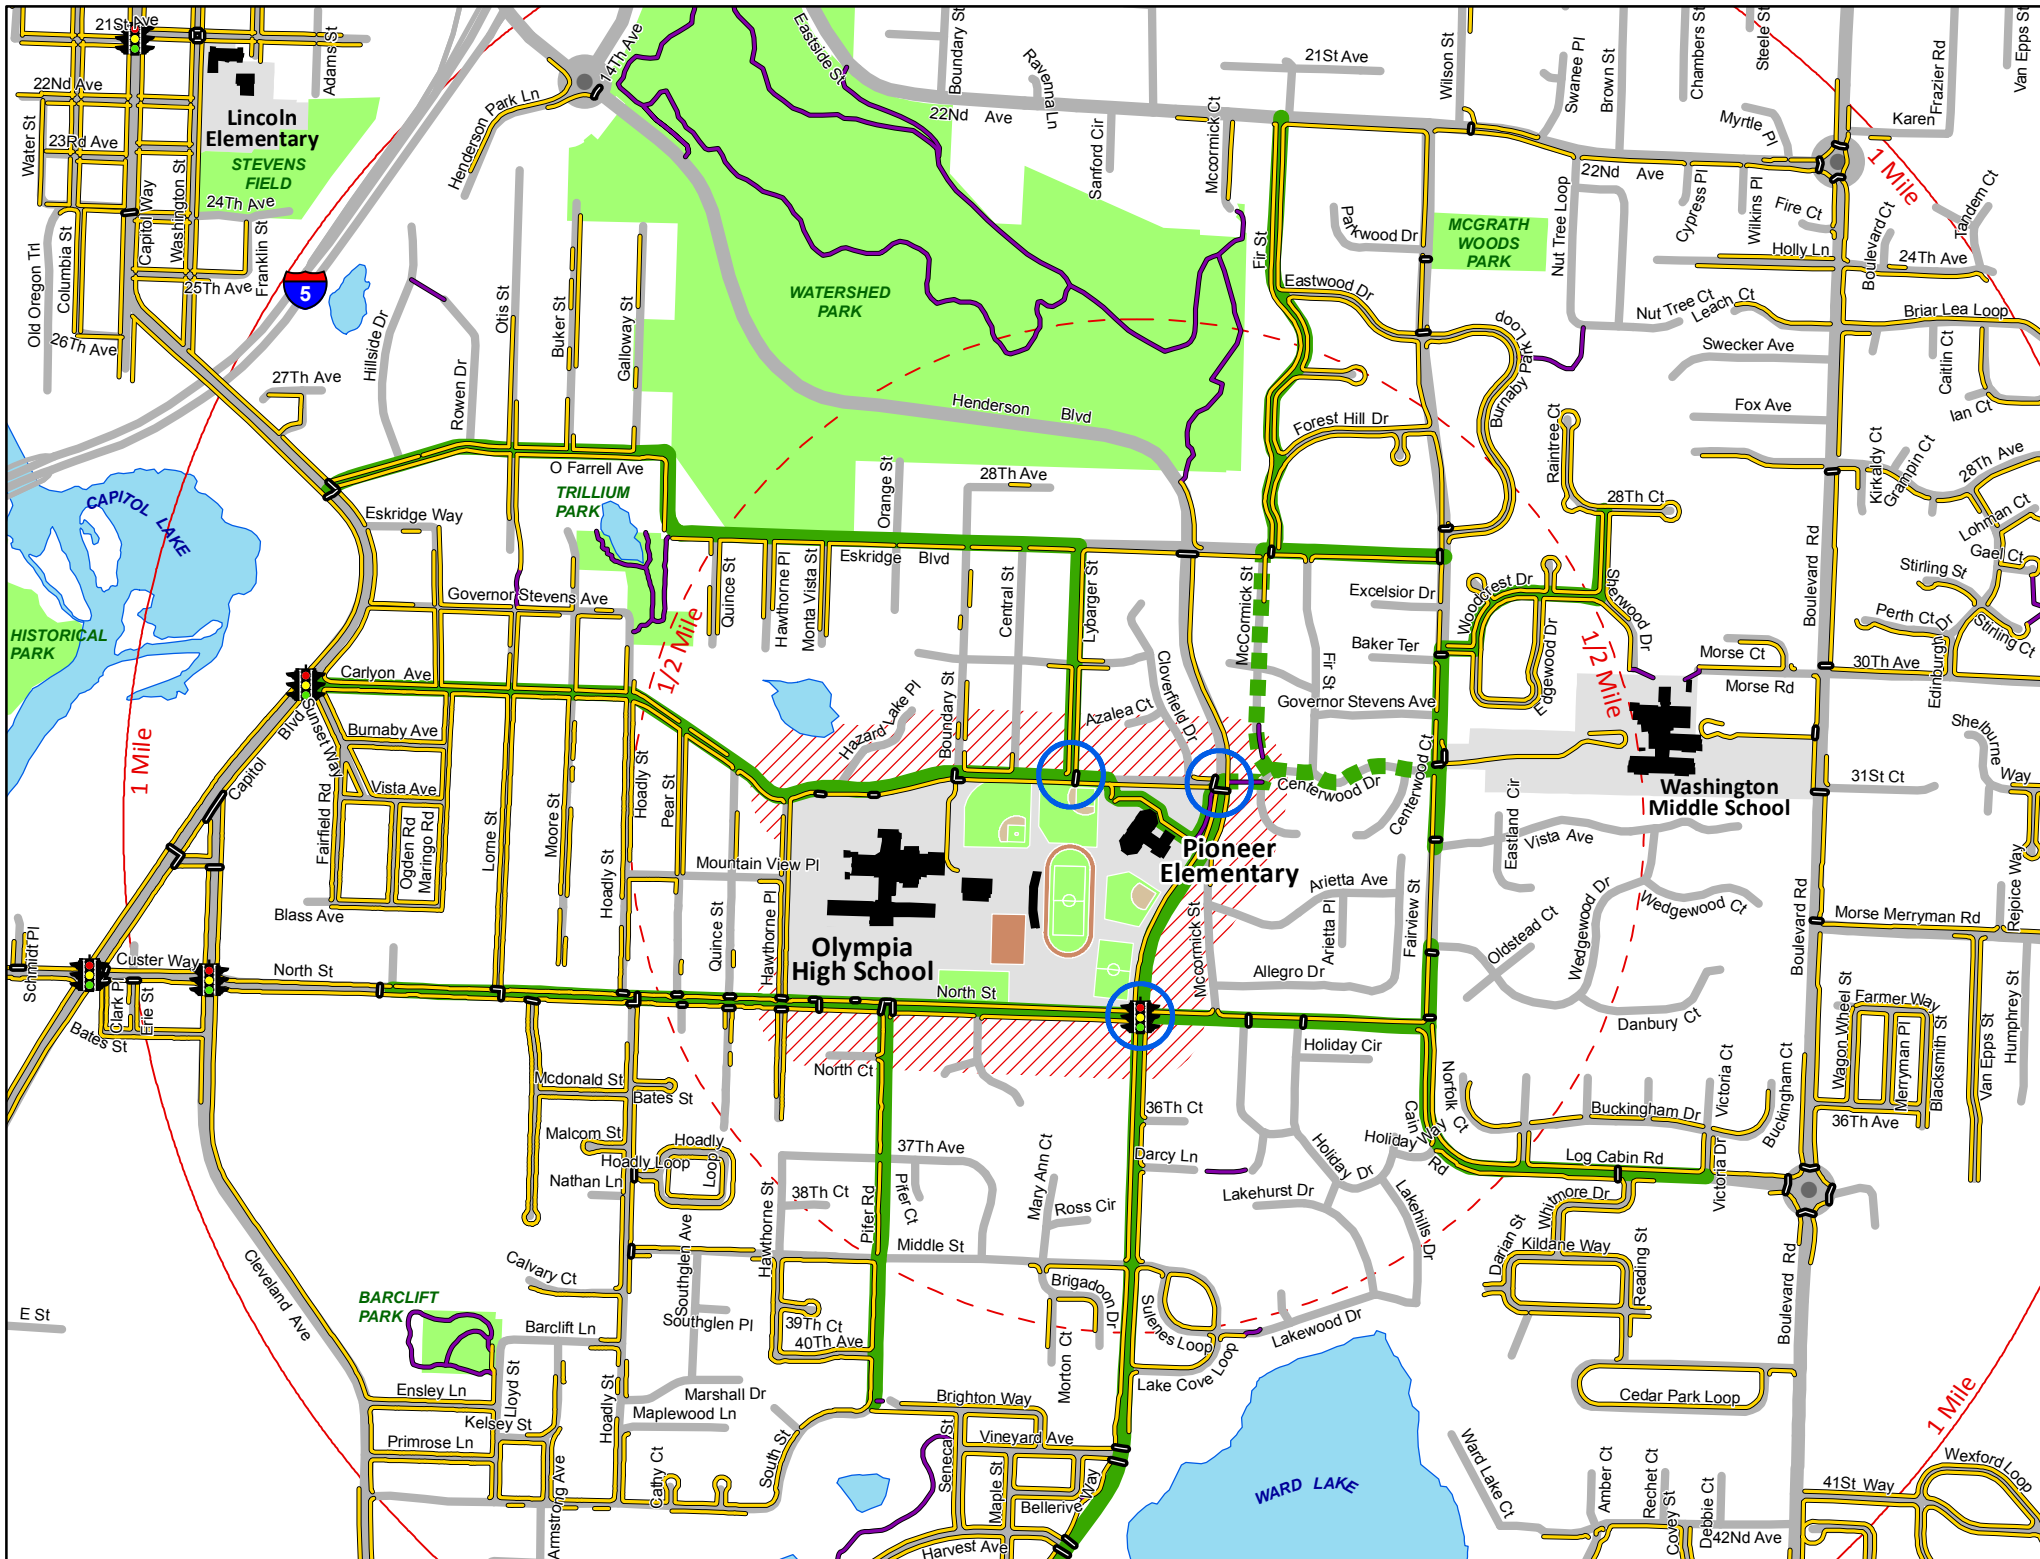 21St Ave
Adams St
14Th Ave
Eastside St
Boundary St
Ravenna Ln
21St Ave
Wilson St
Swanee Pl
Brown St
Chambers St
Steele St
Frazier Rd
Van Epps St
22Nd Ave
Lincoln
Elementary
Henderson Park Ln
22Nd Ave
Sanford Cir
Mccormick Ct
Myrtle Pl
Karen
Water St
23Rd Ave
STEVENS
FIELD
Capitol Way
Washington St
24Th Ave
Franklin St
25Th Ave
26Th Ave
Old Oregon Trl
Columbia St
5
1 Mile
22Nd Ave
Nut Tree Loop
Cypress Pl
Wilkins Pl
Fire Ct
Boulevard Ct
Tandem Ct
Holly Ln
24Th Ave
Parkwood Dr
MCGRATH
WOODS
PARK
Fir St
Eastwood Dr
WATERSHED
PARK
Otis St
Buker St
Galloway St
Hillside Dr
Rowen Dr
27Th Ave
Nut Tree Ct
Leach Ct
Briar Lea Loop
Swecker Ave
Caitlin Ct
Ian Ct
Fox Ave
Burnaby Park Loop
Henderson Blvd
Forest Hill Dr
Raintree Ct
28Th Ct
Kirkaldy Ct
Grampin Ct
28Th Ave
Lohman Ct
Gael Ct
O Farrell Ave
TRILLIUM
PARK
Orange St
28Th Ave
CAPITOL LAKE
Eskridge Way
Eskridge Blvd
Quince St
Hawthorne Pl
Monta Vista St
Central St
Lybarger St
McCormick St
Excelsior Dr
Woodcrest Dr
Sherwood Dr
Boulevard Rd
Stirling St
Perth Ct
Edinburgh Dr
Stirling Ct
Governor Stevens Ave
HISTORICAL
PARK
1/2 Mile
Carlyon Ave
Cloverfield Dr
Fir St
Baker Ter
Edgewood Dr
1/2 Mile
Morse Ct
30Th Ave
Morse Rd
Governor Stevens Ave
Azalea Ct
Hazard Lake Pl
Boundary St
Blvd
Sunset Way
Burnaby Ave
1 Mile
Capitol
Vista Ave
Fairfield Rd
Ogden Rd
Maringo Rd
Lorne St
Moore St
Hoadly St
Pear St
Centerwood Dr
Centerwood Ct
Washington
Middle School
31St Ct
Shelburne Way
Eastland Cir
Vista Ave
Pioneer
Elementary
Mountain View Pl
Blass Ave
Hoadly St
Quince St
Hawthorne Pl
Arietta Ave
Arietta Pl
Fairview St
Wedgewood Dr
Wedgewood Ct
Oldstead Ct
Morse Merryman Rd
Rejoice Way
Olympia
High School
Mccormick St
Allegro Dr
Boulevard Rd
Schmidt Pl
Custer Way
North St
North St
Clark Pl
Erie St
Bates St
Danbury Ct
Wagon Wheel St
Farmer Way
Merryman Pl
Blacksmith St
Van Epps St
Humphrey St
36Th Ave
Holiday Cir
North Ct
Mcdonald St
Bates St
Malcom St
Hoadly Loop
Hoadly Loop
Nathan Ln
36Th Ct
37Th Ave
Darcy Ln
Norfolk Ct
Cain Rd
Holiday Way
Holiday Dr
Buckingham Dr
Victoria Ct
Buckingham Ct
Log Cabin Rd
Victoria Dr
38Th Ct
Pifer Rd
Pifer Ct
Mary Ann Ct
Ross Cir
Lakehurst Dr
Lakehills Dr
Whitmore Dr
Darian St
Kildane Way
Reading St
Hawthorne St
Southglen Ave
Middle St
Cleveland Ave
Calvary Ct
BARCLIFT
PARK
E St
Barclift Ln
Southglen Pl
39Th Ct
40Th Ave
Brigadoon Dr
Morton Ct
Sulenes Loop
Lake Cove Loop
Lakewood Dr
Boulevard Rd
Cedar Park Loop
1 Mile
Ensley Ln
Lloyd St
Kelsey St
Primrose Ln
Hoadly St
Marshall Dr
Maplewood Ln
Cathy Ct
South St
Armstrong Ave
Brighton Way
Vineyard Ave
Seneca St
Maple St
Bellerive Way
Harvest Ave
WARD LAKE
Ward Lake Ct
Amber Ct
Rechet Ct
Covey St
Debbie Ct
42Nd Ave
41St Way
Wexford Loop